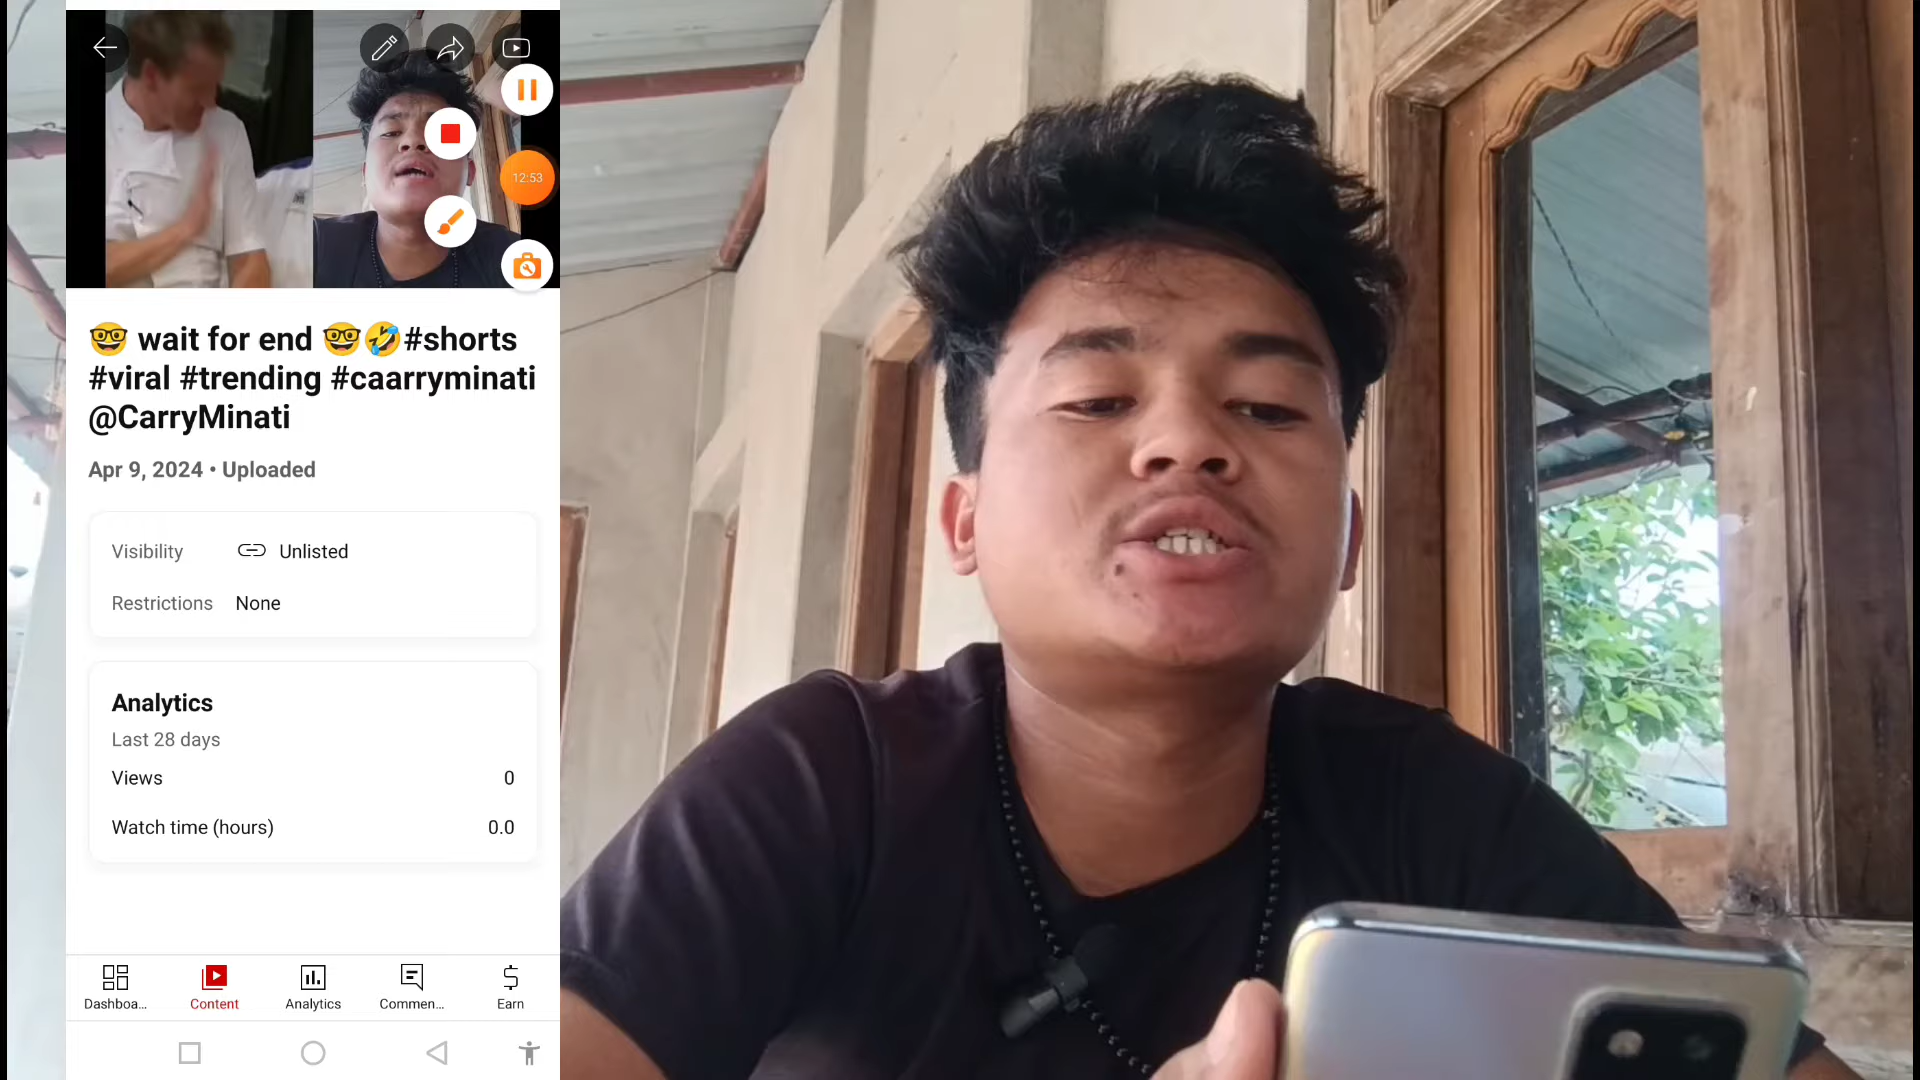 12:53
🤓 wait for end 🤓🤣#shorts
#viral #trending #caarryminati
@CarryMinati
Apr 9, 2024 • Uploaded
Visibility Unlisted
Restrictions None
Analytics
Last 28 days
Views 0
Watch time (hours) 0.0
Dashboa... Content Analytics Commen... Earn